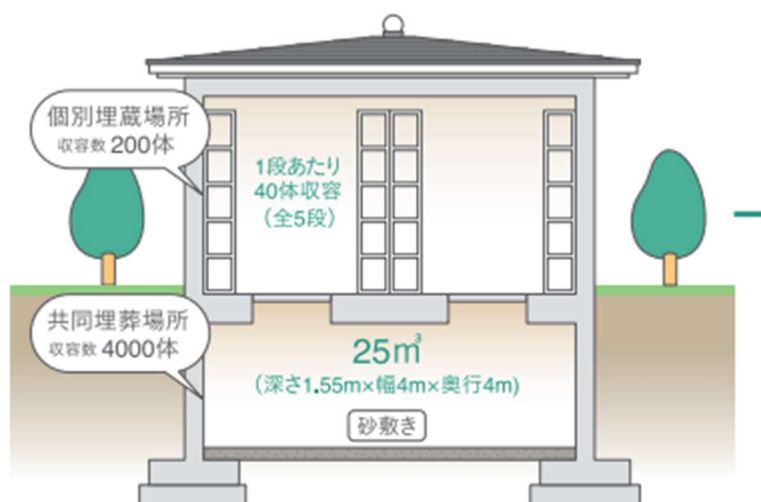 個別埋蔵場所
収容数 200体
1段あたり
40体収容
(全5段)
共同埋葬場所
収容数 4000体
25㎥
(深さ1.55m×幅4m×奥行4m)
砂敷き